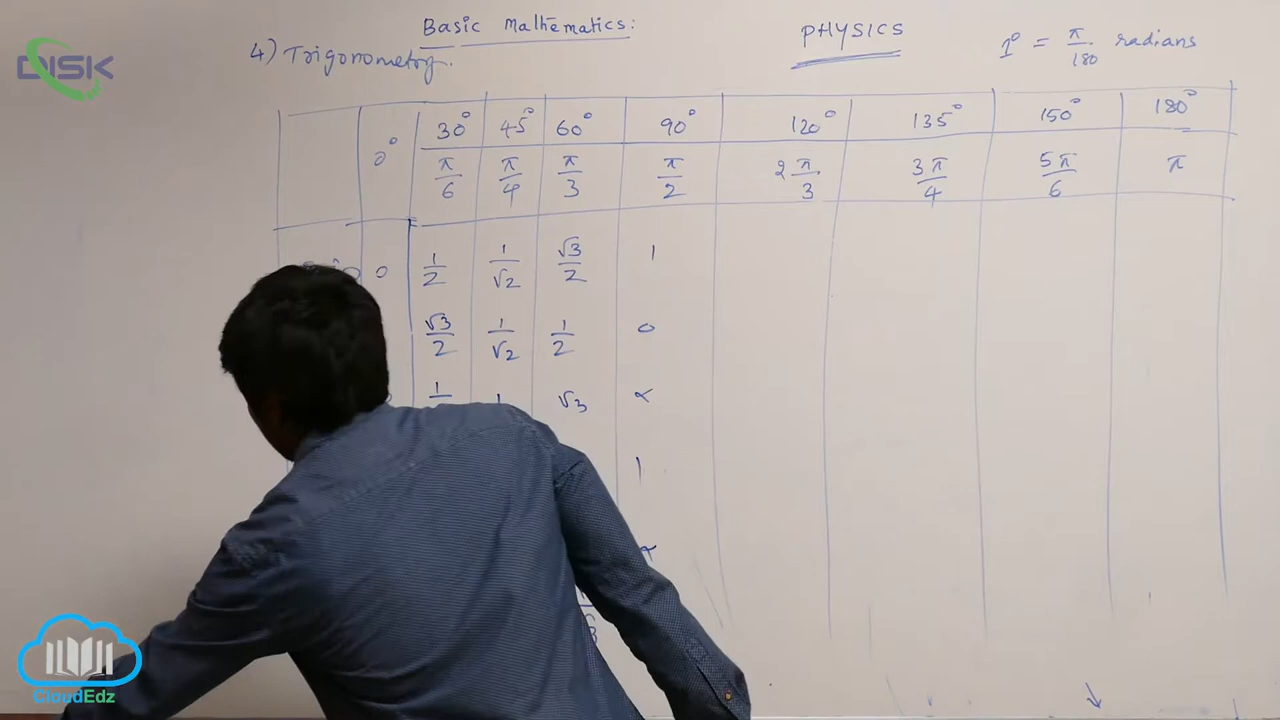 Basic Mathematics:
PHYSICS
1° = π/180 radians
4) Trigonometry.
DISK
0° 30° 45° 60° 90° 120° 135° 150° 180°
π/6 π/4 π/3 π/2 2π/3 3π/4 5π/6 π
0 1/2 1/√2 √3/2 1
√3/2 1/√2 1/2 0
1 √3 ∝
1
CloudEdz